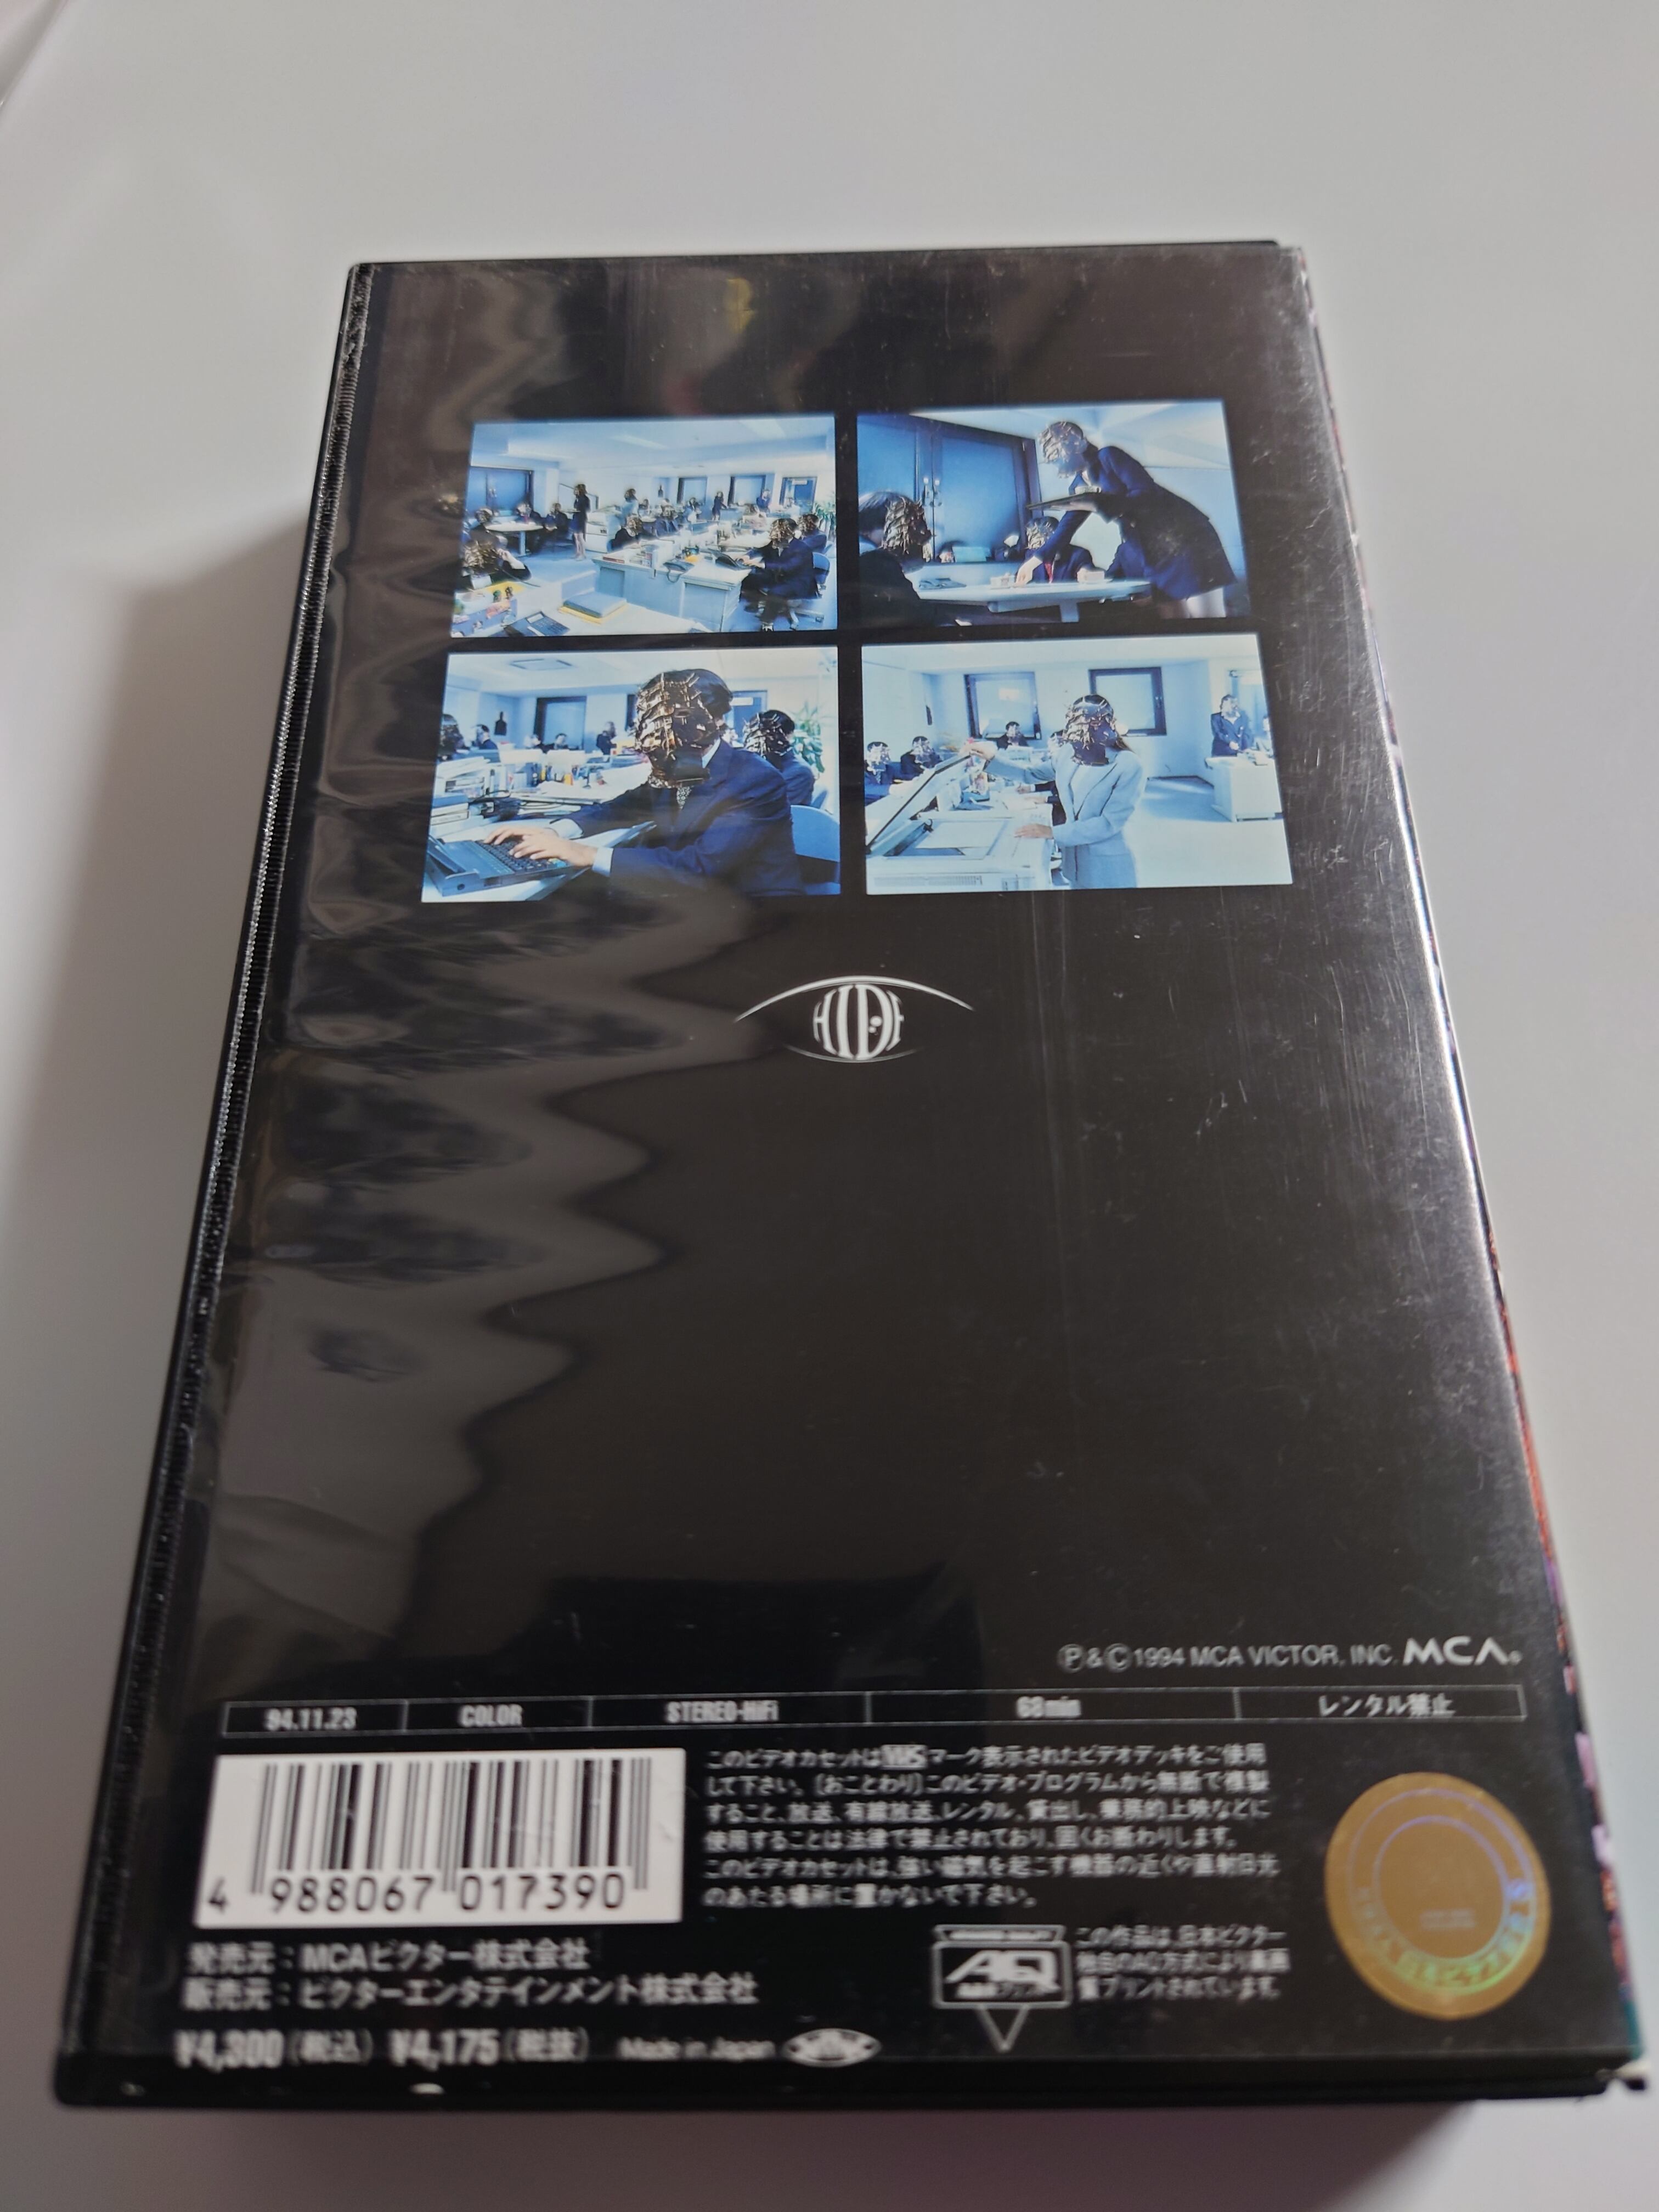 HIDE
Ⓟ&Ⓒ1994 MCA VICTOR, INC. MCA®
94.11.23 COLOR STEREO-HiFi 68min レンタル禁止
このビデオカセットはVHSマーク表示されたビデオデッキをご使用
して下さい。〔おことわり〕このビデオ・プログラムから無断で複製
すること、放送、有線放送、レンタル、貸出し、業務的上映などに
使用することは法律で禁止されており、固くお断わりします。
このビデオカセットは、強い磁気を起こす機器の近くや直射日光
のあたる場所に置かないで下さい。
4 988067 017390
発売元：MCAビクター株式会社
販売元：ビクターエンタテインメント株式会社
¥4,300(税込) ¥4,175(税抜) Made in Japan
AQ
この作品は、日本ビクター
独自のAQ方式により高画
質プリントされています。